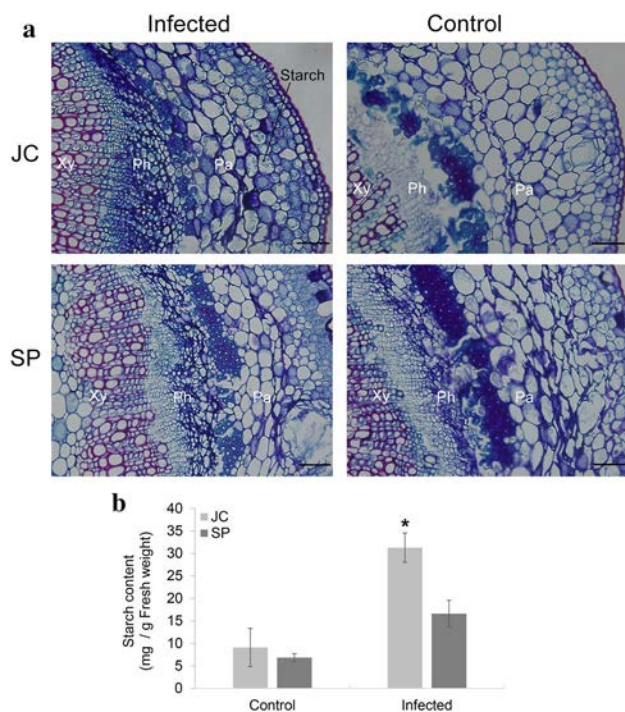 a
Infected Control
JC
Xy Ph Pa Starch
Xy Ph Pa
SP
Xy Ph Pa
Xy Ph Pa
b
40
35
30
25
20
15
10
5
0
Starch content
(mg / g Fresh weight)
JC
SP
*
Control Infected